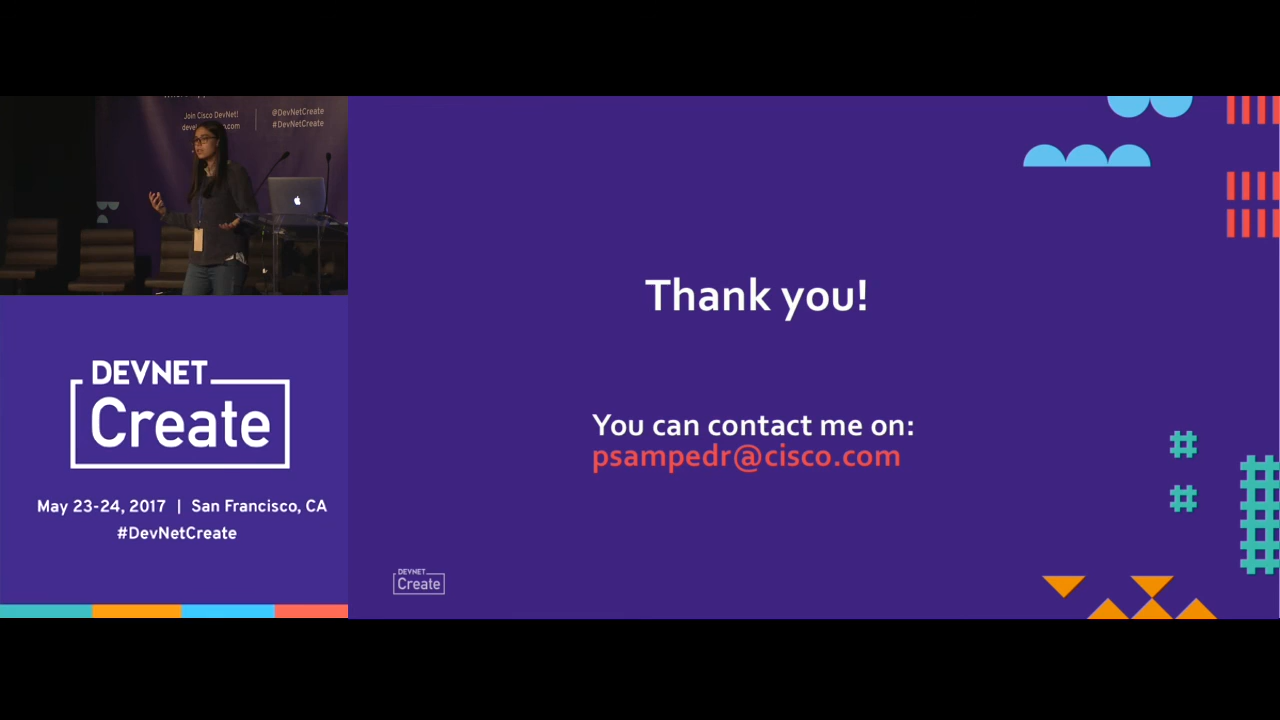 Join Cisco DevNet!
@DevNetCreate
#DevNetCreate
DEVNET
Create
May 23-24, 2017 | San Francisco, CA
#DevNetCreate
Thank you!
You can contact me on:
psampedr@cisco.com
DEVNET
Create